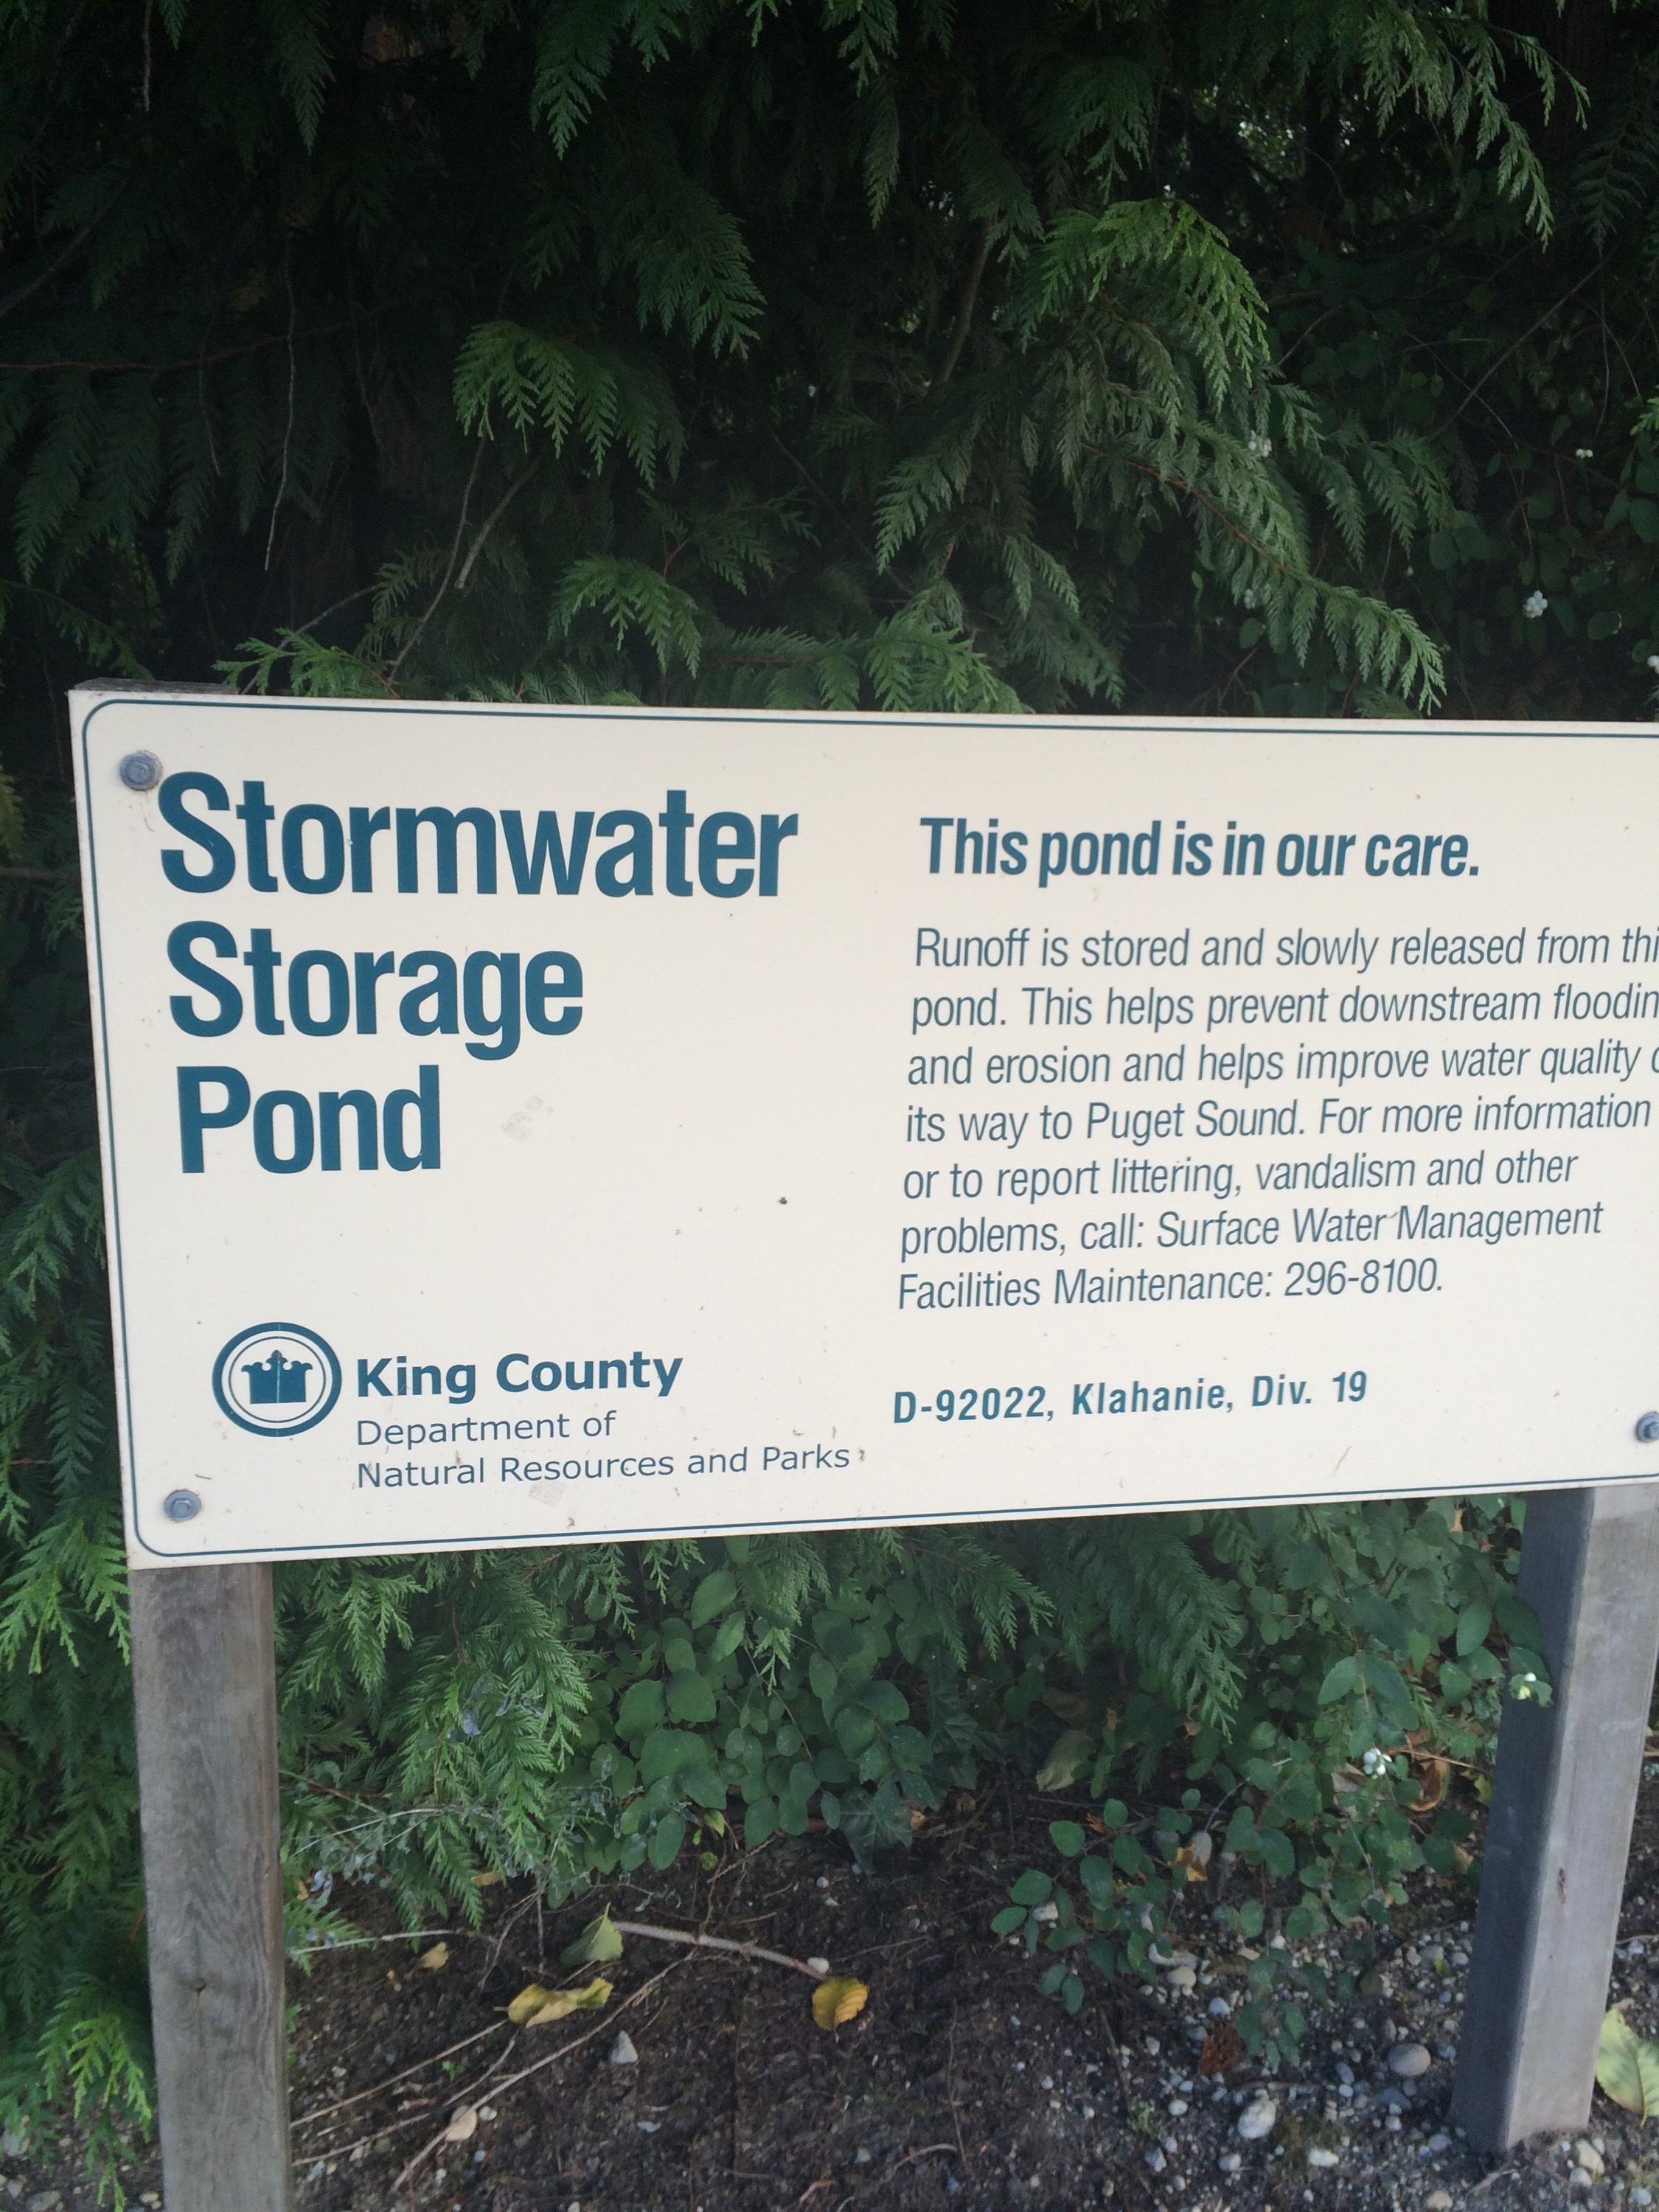 Stormwater
Storage
Pond
King County
Department of
Natural Resources and Parks
This pond is in our care.
Runoff is stored and slowly released from thi
pond. This helps prevent downstream floodin
and erosion and helps improve water quality
its way to Puget Sound. For more information
or to report littering, vandalism and other
problems, call: Surface Water Management
Facilities Maintenance: 296-8100.
D-92022, Klahanie, Div. 19